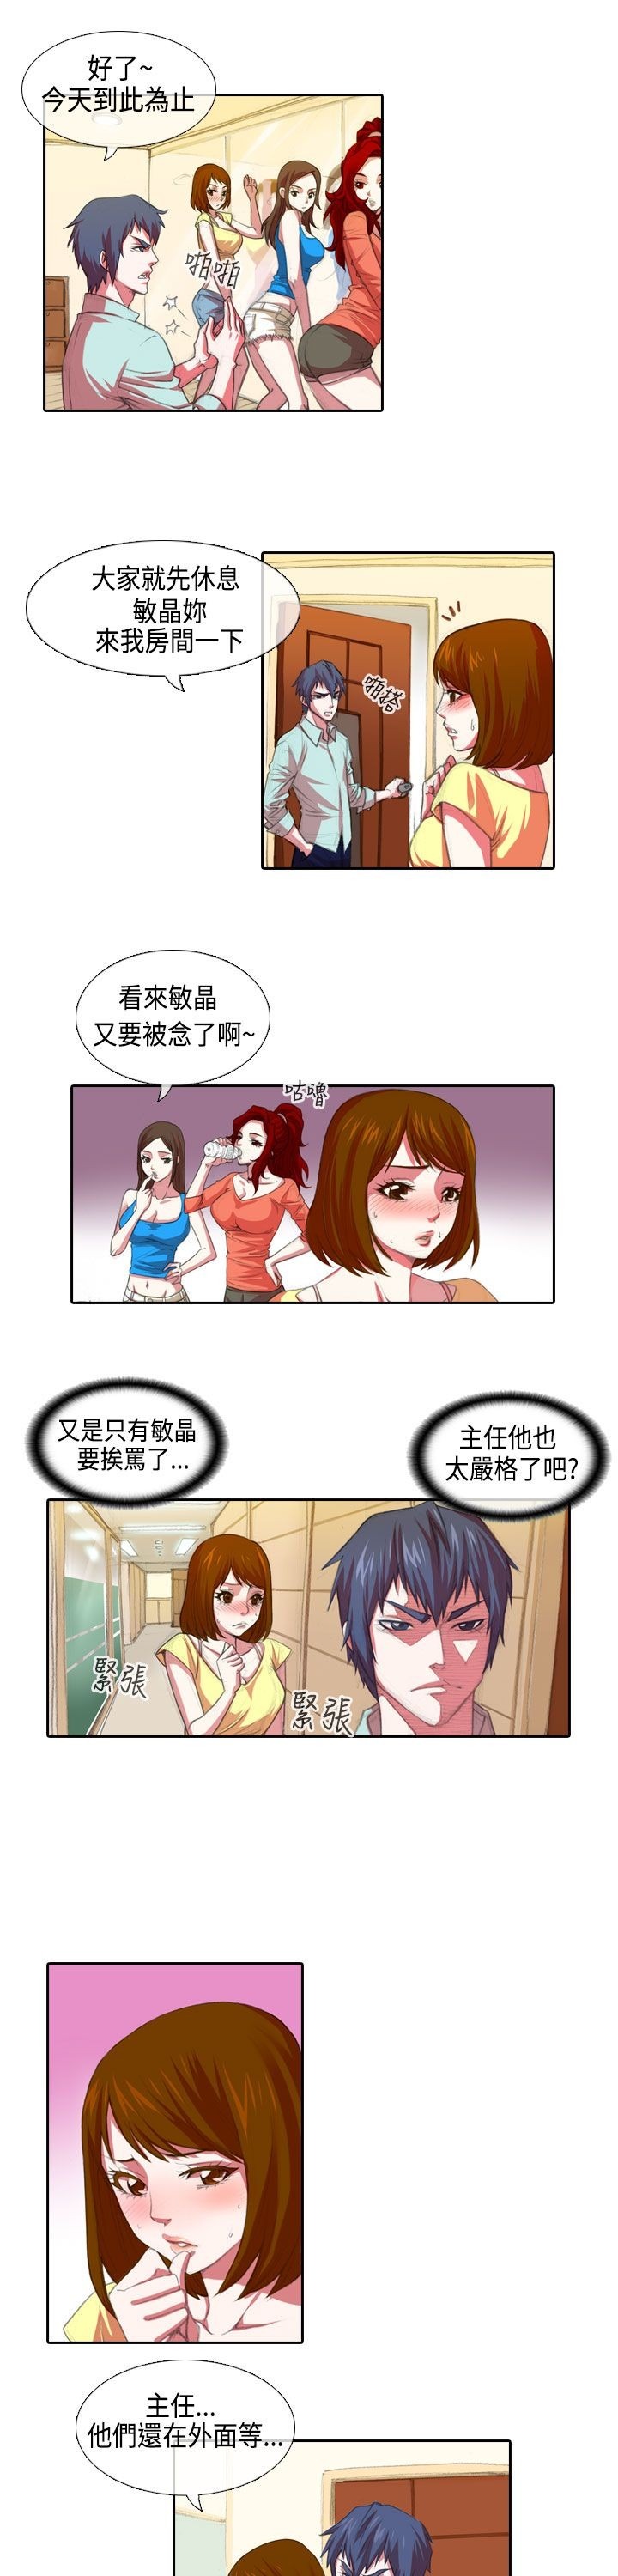 好了~
今天到此為止
啪啪
大家就先休息
敏晶妳
來我房間一下
啪搭
看來敏晶
又要被念了啊~
咕嚕
又是只有敏晶
要挨罵了...
主任他也
太嚴格了吧?
緊張
緊張
主任...
他們還在外面等...